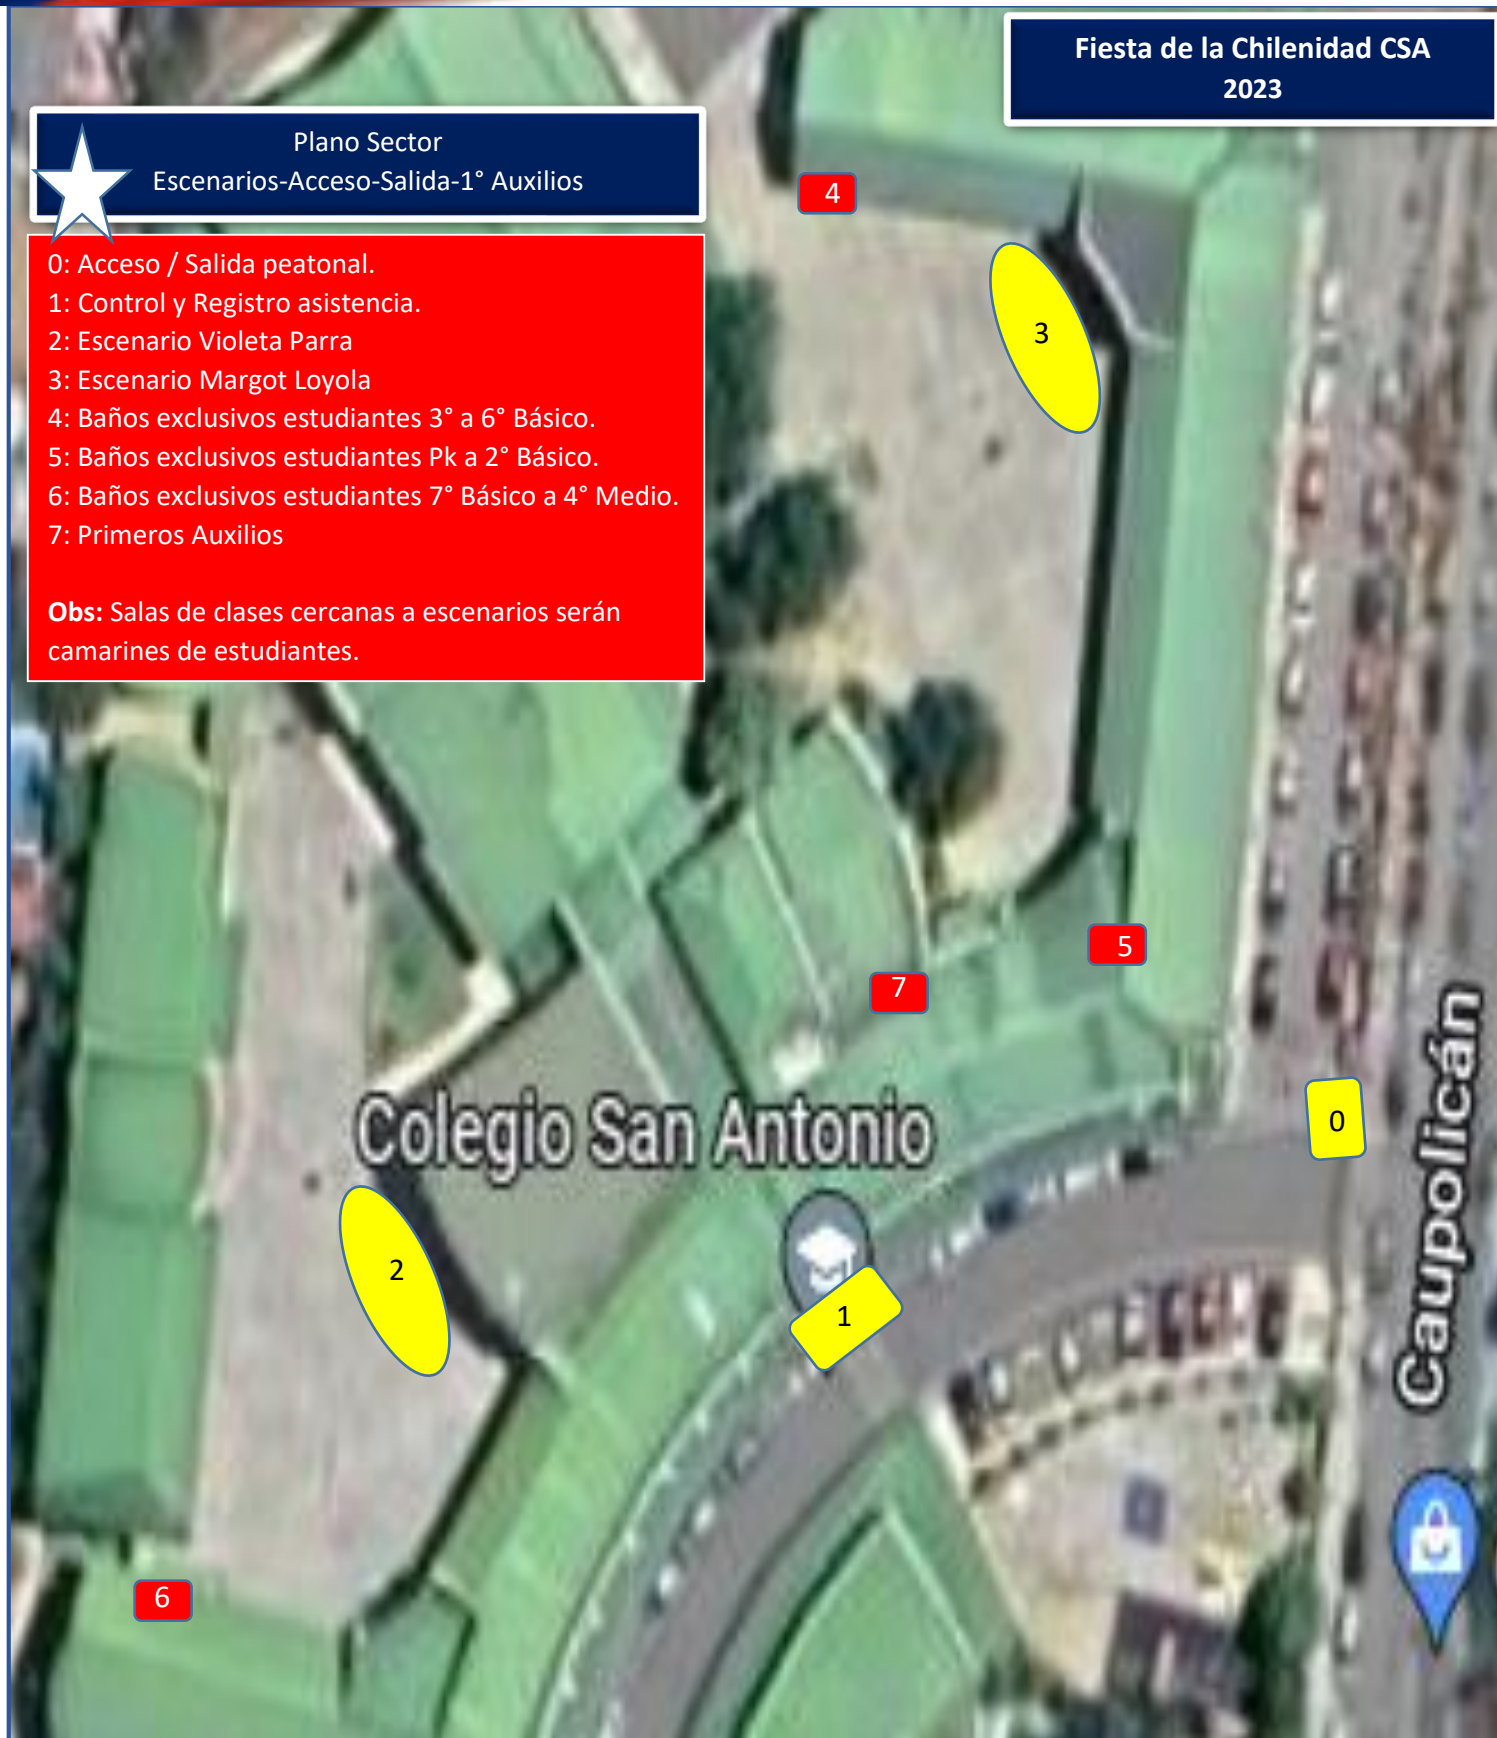 Fiesta de la Chilenidad CSA
2023
Plano Sector
Escenarios-Acceso-Salida-1° Auxilios
0: Acceso / Salida peatonal.
1: Control y Registro asistencia.
2: Escenario Violeta Parra
3: Escenario Margot Loyola
4: Baños exclusivos estudiantes 3° a 6° Básico.
5: Baños exclusivos estudiantes Pk a 2° Básico.
6: Baños exclusivos estudiantes 7° Básico a 4° Medio.
7: Primeros Auxilios
Obs: Salas de clases cercanas a escenarios serán
camarines de estudiantes.
4
3
5
7
0
Colegio San Antonio
Caupolicán
2
1
6